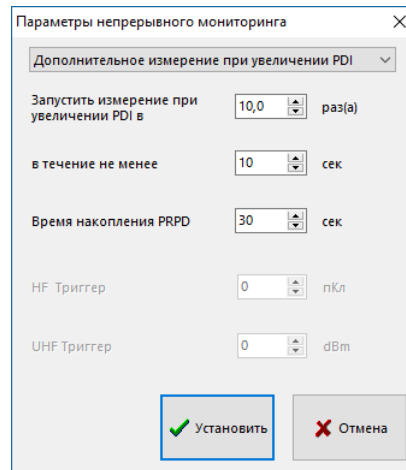 Параметры непрерывного мониторинга
Дополнительное измерение при увеличении PDI
Запустить измерение при
увеличении PDI в
10,0
раз(а)
в течение не менее
10
сек
Время накопления PRPD
30
сек
HF Триггер
0
пКл
UHF Триггер
0
dBm
Установить
Отмена